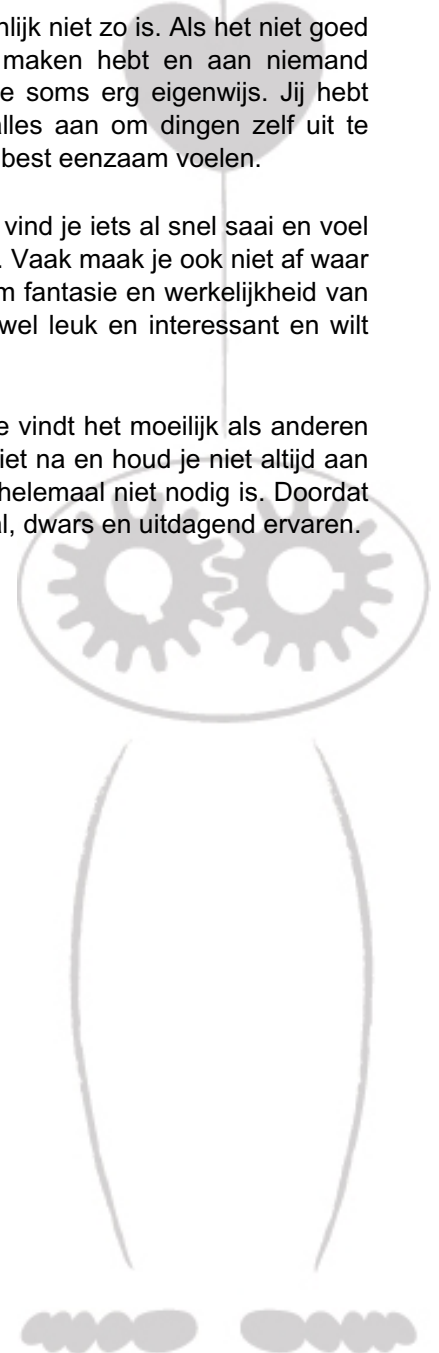 nlijk niet zo is. Als het niet goed
maken hebt en aan niemand
e soms erg eigenwijs. Jij hebt
alles aan om dingen zelf uit te
best eenzaam voelen.
vind je iets al snel saai en voel
. Vaak maak je ook niet af waar
m fantasie en werkelijkheid van
wel leuk en interessant en wilt
e vindt het moeilijk als anderen
iet na en houd je niet altijd aan
helemaal niet nodig is. Doordat
al, dwars en uitdagend ervaren.